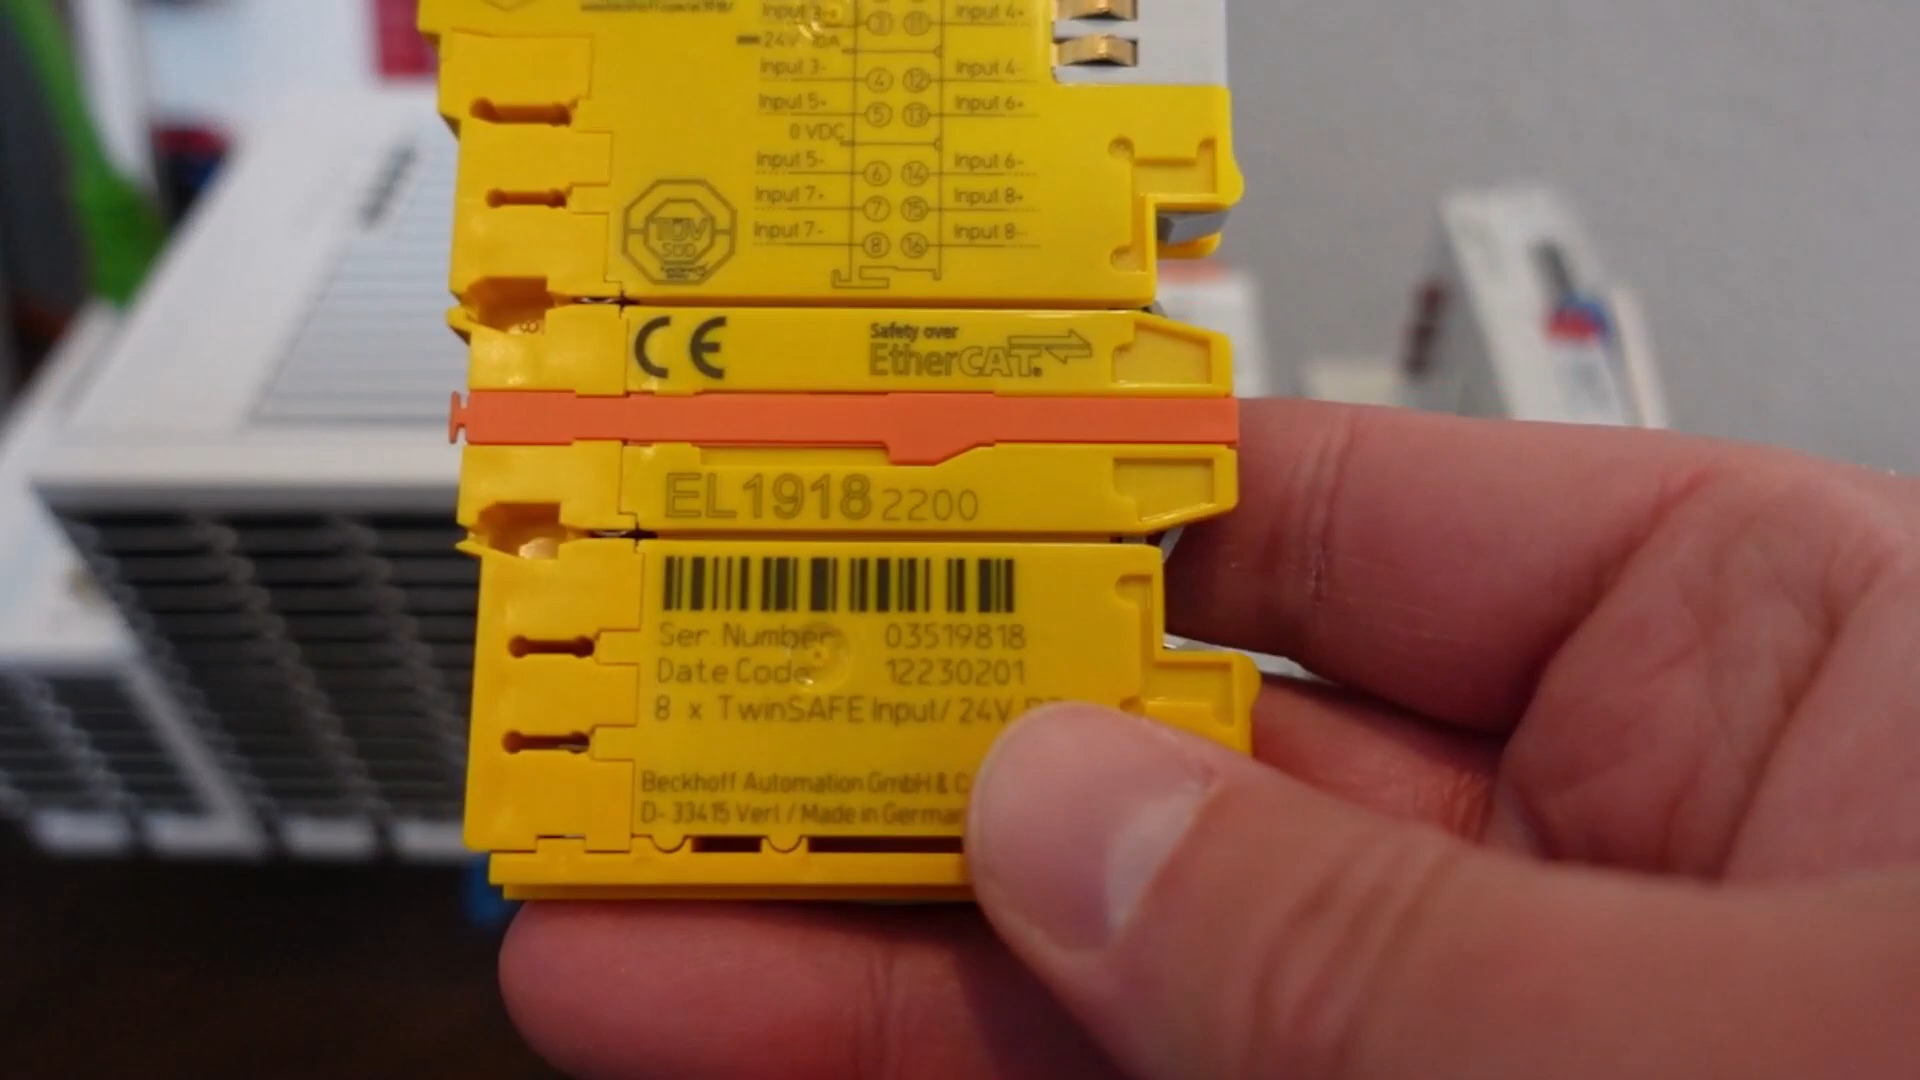 Input 4+
3 11
24V
Input 3- 4 12 Input 4-
Input 5+ 5 13 Input 6+
0 VDC
Input 5- 6 14 Input 6-
Input 7+ 7 15 Input 8+
Input 7- 8 16 Input 8-
TÜV
SÜD
CE
Safety over
EtherCAT®
EL1918 2200
Ser. Number 03519818
Date Code 12230201
8 x TwinSAFE Input/ 24V
Beckhoff Automation GmbH &
D- 33415 Verl / Made in